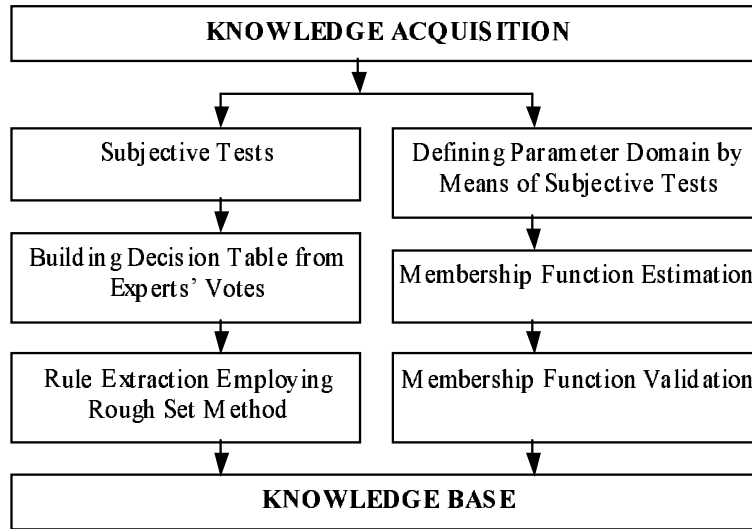 KNOWLEDGE ACQUISITION
Subjective Tests
Defining Parameter Domain by
Means of Subjective Tests
Building Decision Table from
Experts’ Votes
Membership Function Estimation
Rule Extraction Employing
Rough Set Method
Membership Function Validation
KNOWLEDGE BASE